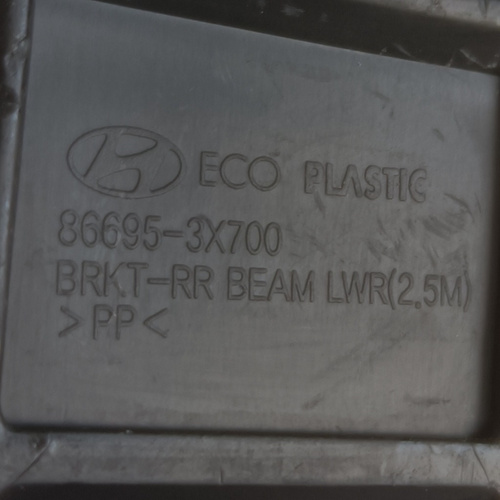 ECO PLASTIC
86695-3X700
BRKT-RR BEAM LWR(2.5M)
>PP<